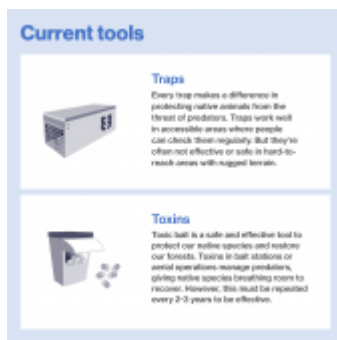 Current tools
Traps
Every trap makes a difference in
protecting native animals from the
threat of predators. Traps work well
in accessible areas where people
can check them regularly. But they're
often not effective or safe in hard-to-
reach areas with rugged terrain.
Toxins
Toxic bait is a safe and effective tool to
protect our native species and restore
our forests. Toxins in bait stations or
aerial operations manage predators,
giving native species breathing room to
recover. However, this must be repeated
every 2-3 years to be effective.